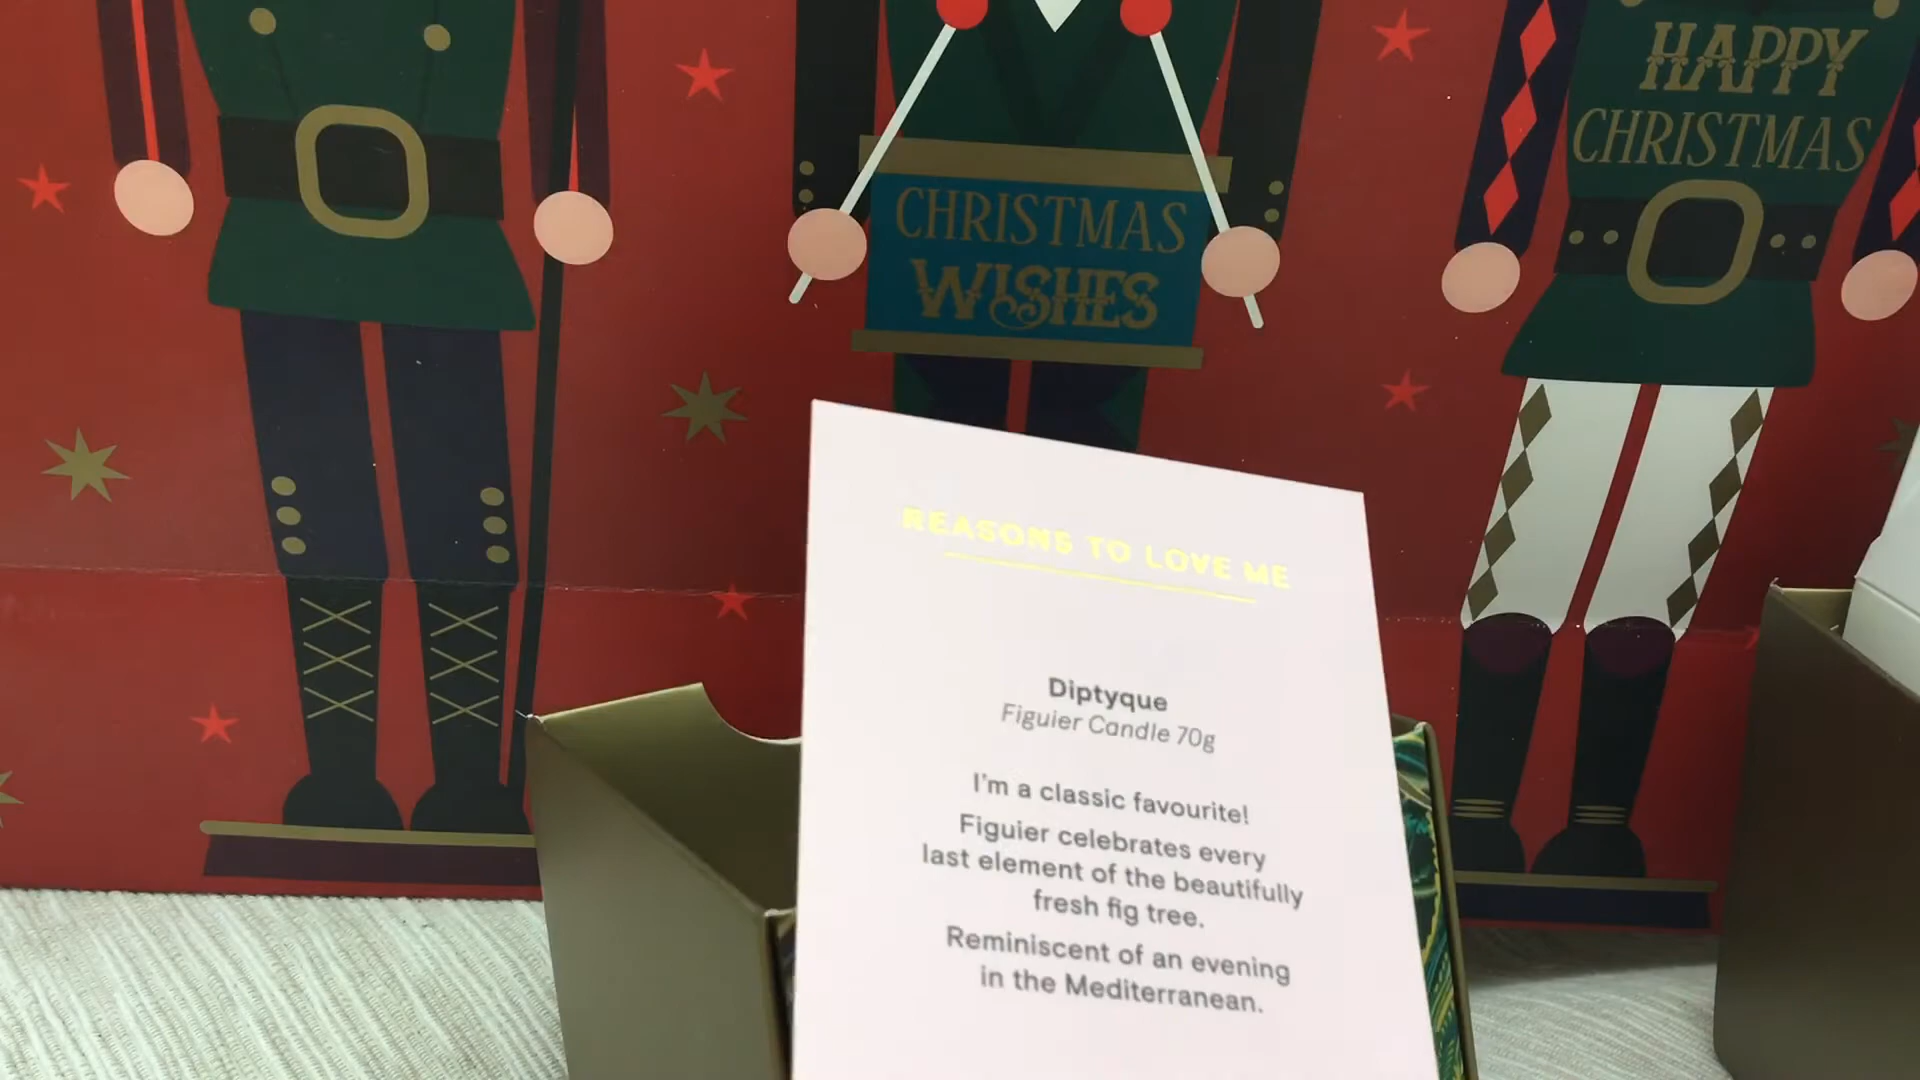 HAPPY
CHRISTMAS
CHRISTMAS
WISHES
REASONS TO LOVE ME
Diptyque
Figuier Candle 70g
I'm a classic favourite!
Figuier celebrates every
last element of the beautifully
fresh fig tree.
Reminiscent of an evening
in the Mediterranean.